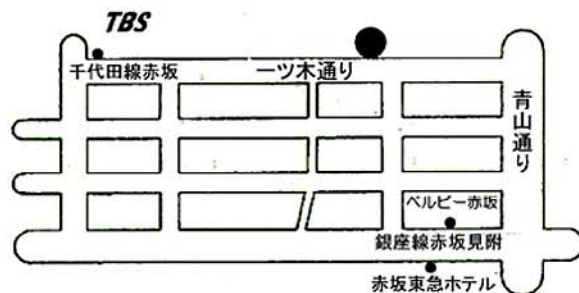 TBS
千代田線赤坂
一ツ木通り
青山通り
ベルビー赤坂
銀座線赤坂見附
赤坂東急ホテル